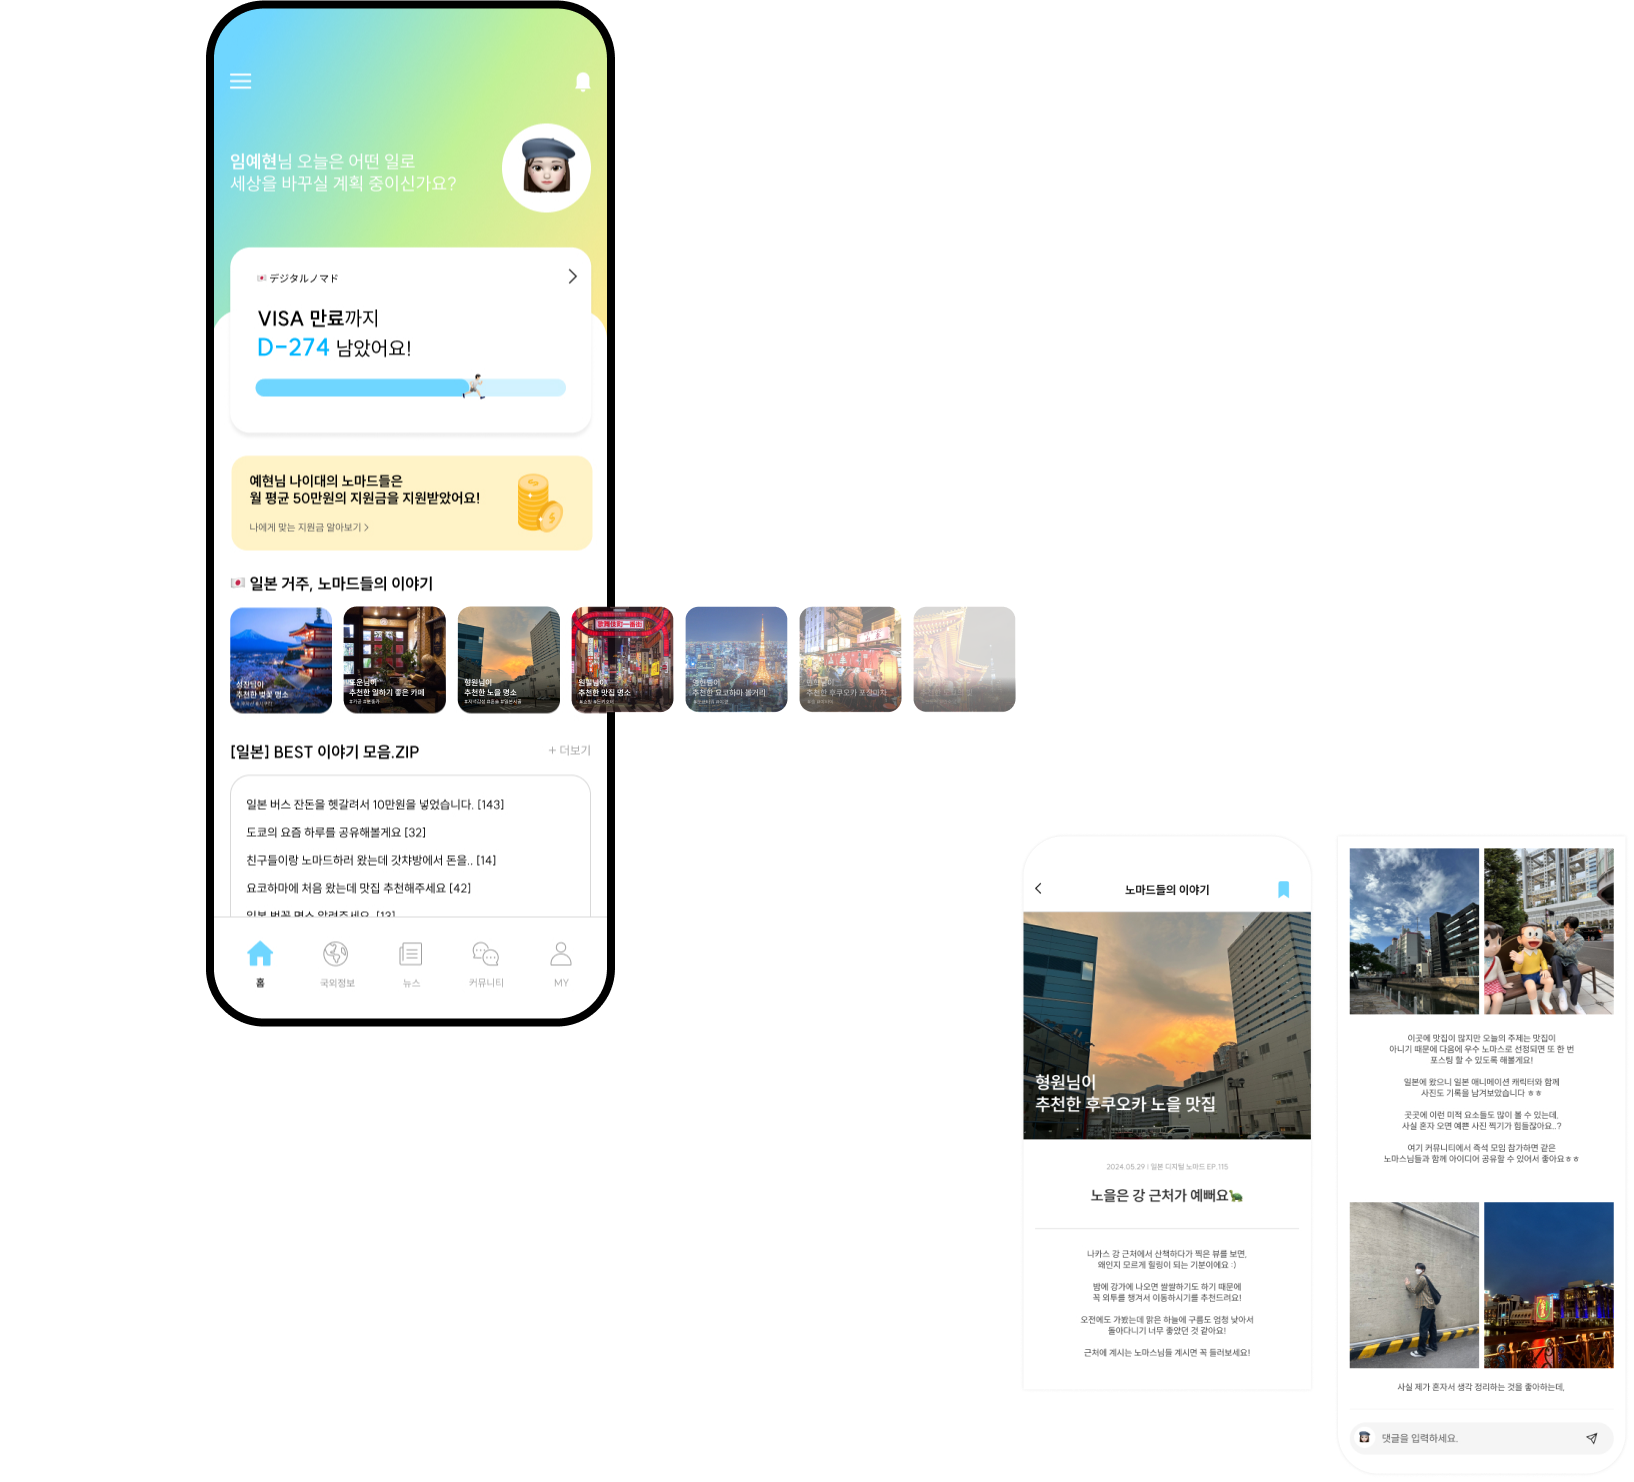 임예현님 오늘은 어떤 일로
세상을 바꾸실 계획 중이신가요?
デジタルノマド
VISA 만료까지
D-274 남았어요!
예현님 나이대의 노마드들은
월 평균 50만원의 지원금을 지원받았어요!
나에게 맞는 지원금 알아보기 >
일본 거주, 노마드들의 이야기
성찬님이
추천한 벚꽃 명소
추천한 일하기 좋은 카페
형원님이
추천한 노을 명소
歌舞伎町一番街
추천한 맛집 명소
추천한 요코하마 볼거리
추천한 후쿠오카 포장마차
[일본] BEST 이야기 모음.ZIP
+ 더보기
일본 버스 잔돈을 헷갈려서 10만원을 넣었습니다. [143]
도쿄의 요즘 하루를 공유해볼게요 [32]
친구들이랑 노마드하러 왔는데 갓챠방에서 돈을.. [14]
요코하마에 처음 왔는데 맛집 추천해주세요 [42]
일본 벚꽃 명소 알려주세요. [13]
홈
국외정보
뉴스
커뮤니티
MY
노마드들의 이야기
형원님이
추천한 후쿠오카 노을 맛집
2024.05.29 | 일본 디지털 노마드 EP.115
노을은 강 근처가 예뻐요🐢
나카스 강 근처에서 산책하다가 찍은 뷰를 보면,
왜인지 모르게 힐링이 되는 기분이에요 :)
밤에 강가에 나오면 쌀쌀하기도 하기 때문에
꼭 외투를 챙겨서 이동하시기를 추천드려요!
오전에도 가봤는데 맑은 하늘에 구름도 엄청 낮아서
돌아다니기 너무 좋았던 것 같아요!
근처에 계시는 노마스님들 계시면 꼭 들러보세요!
이곳에 맛집이 많지만 오늘의 주제는 맛집이
아니기 때문에 다음에 우수 노마스로 선정되면 또 한 번
포스팅 할 수 있도록 해볼게요!
일본에 왔으니 일본 애니메이션 캐릭터와 함께
사진도 기록을 남겨보았습니다 ㅎㅎ
곳곳에 이런 미적 요소들도 많이 볼 수 있는데,
사실 혼자 오면 예쁜 사진 찍기가 힘들잖아요..?
여기 커뮤니티에서 즉석 모임 참가하면 같은
노마스님들과 함께 아이디어 공유할 수 있어서 좋아요ㅎㅎ
사실 제가 혼자서 생각 정리하는 것을 좋아하는데,
댓글을 입력하세요.